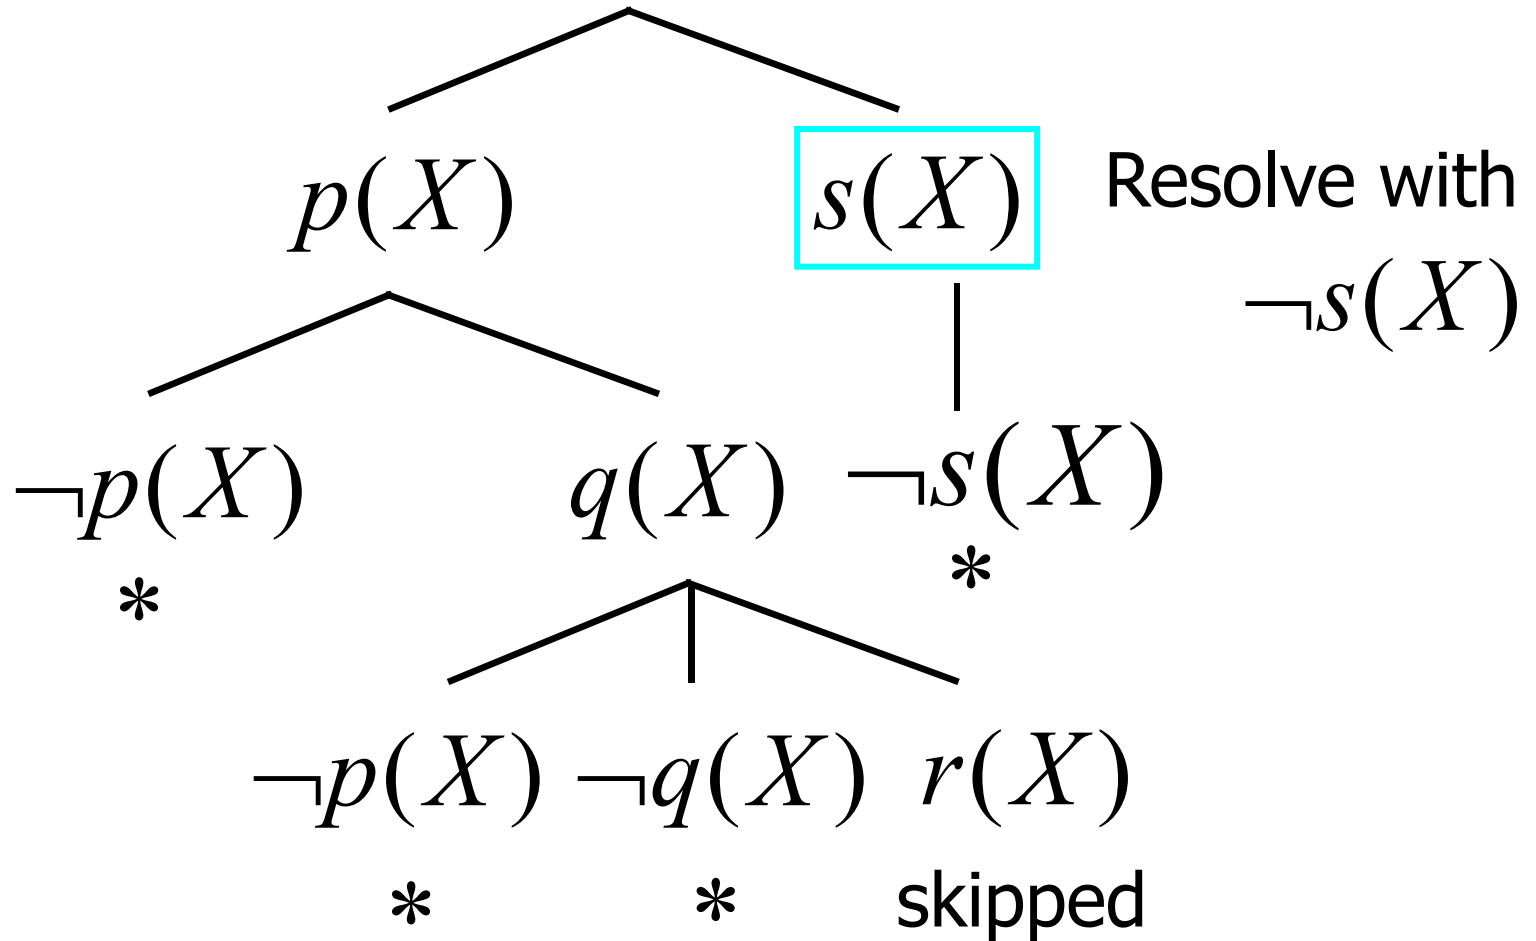 p(X) s(X) Resolve with
¬s(X)
¬p(X) q(X) ¬s(X)
* *
¬p(X) ¬q(X) r(X)
* * skipped